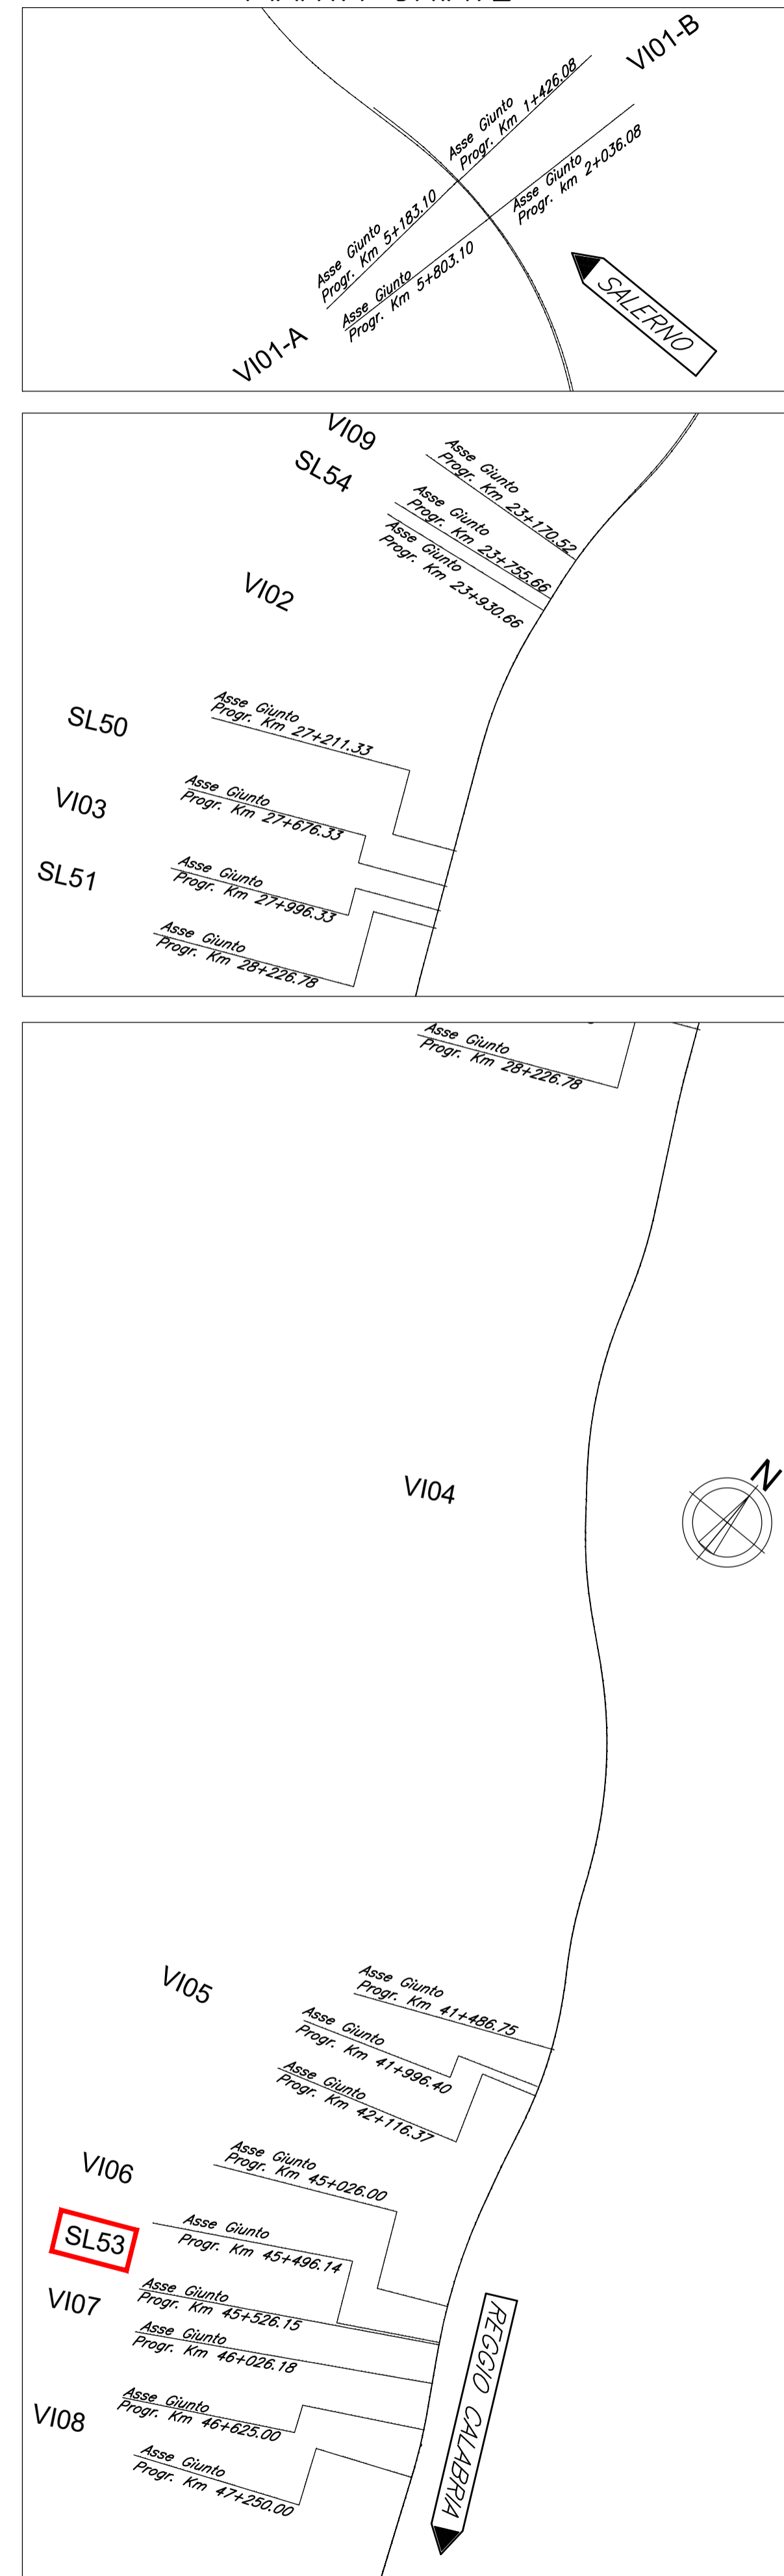 VI01-B
Asse Giunto
Progr. Km 1+426.08
Asse Giunto
Progr. km 2+036.08
Asse Giunto
Progr. Km 5+183.10
Asse Giunto
Progr. Km 5+803.10
VI01-A
SALERNO
VI09
SL54
Asse Giunto
Progr. Km 23+170.52
Asse Giunto
Progr. Km 23+755.66
Asse Giunto
Progr. Km 23+930.66
VI02
SL50
Asse Giunto
Progr. Km 27+211.33
VI03
Asse Giunto
Progr. Km 27+676.33
SL51
Asse Giunto
Progr. Km 27+996.33
Asse Giunto
Progr. Km 28+226.78
Asse Giunto
Progr. Km 28+226.78
VI04
N
VI05
Asse Giunto
Progr. Km 41+486.75
Asse Giunto
Progr. Km 41+996.40
Asse Giunto
Progr. Km 42+116.37
VI06
Asse Giunto
Progr. Km 45+026.00
SL53
Asse Giunto
Progr. Km 45+496.14
VI07
Asse Giunto
Progr. Km 45+526.15
Asse Giunto
Progr. Km 46+026.18
VI08
Asse Giunto
Progr. Km 46+625.00
Asse Giunto
Progr. Km 47+250.00
REGGIO CALABRIA